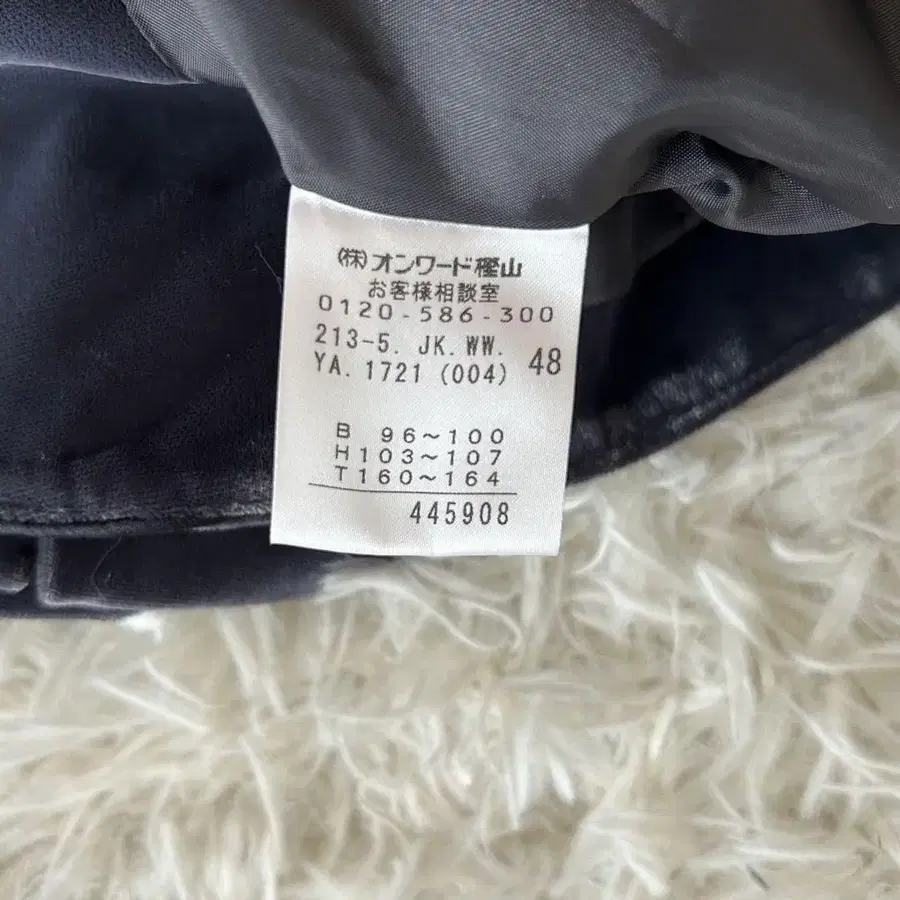 (株)オンワード樫山
お客様相談室
0120-586-300
213-5. JK. WW.
YA. 1721 (004) 48
B 96~100
H103~107
T160~164
445908